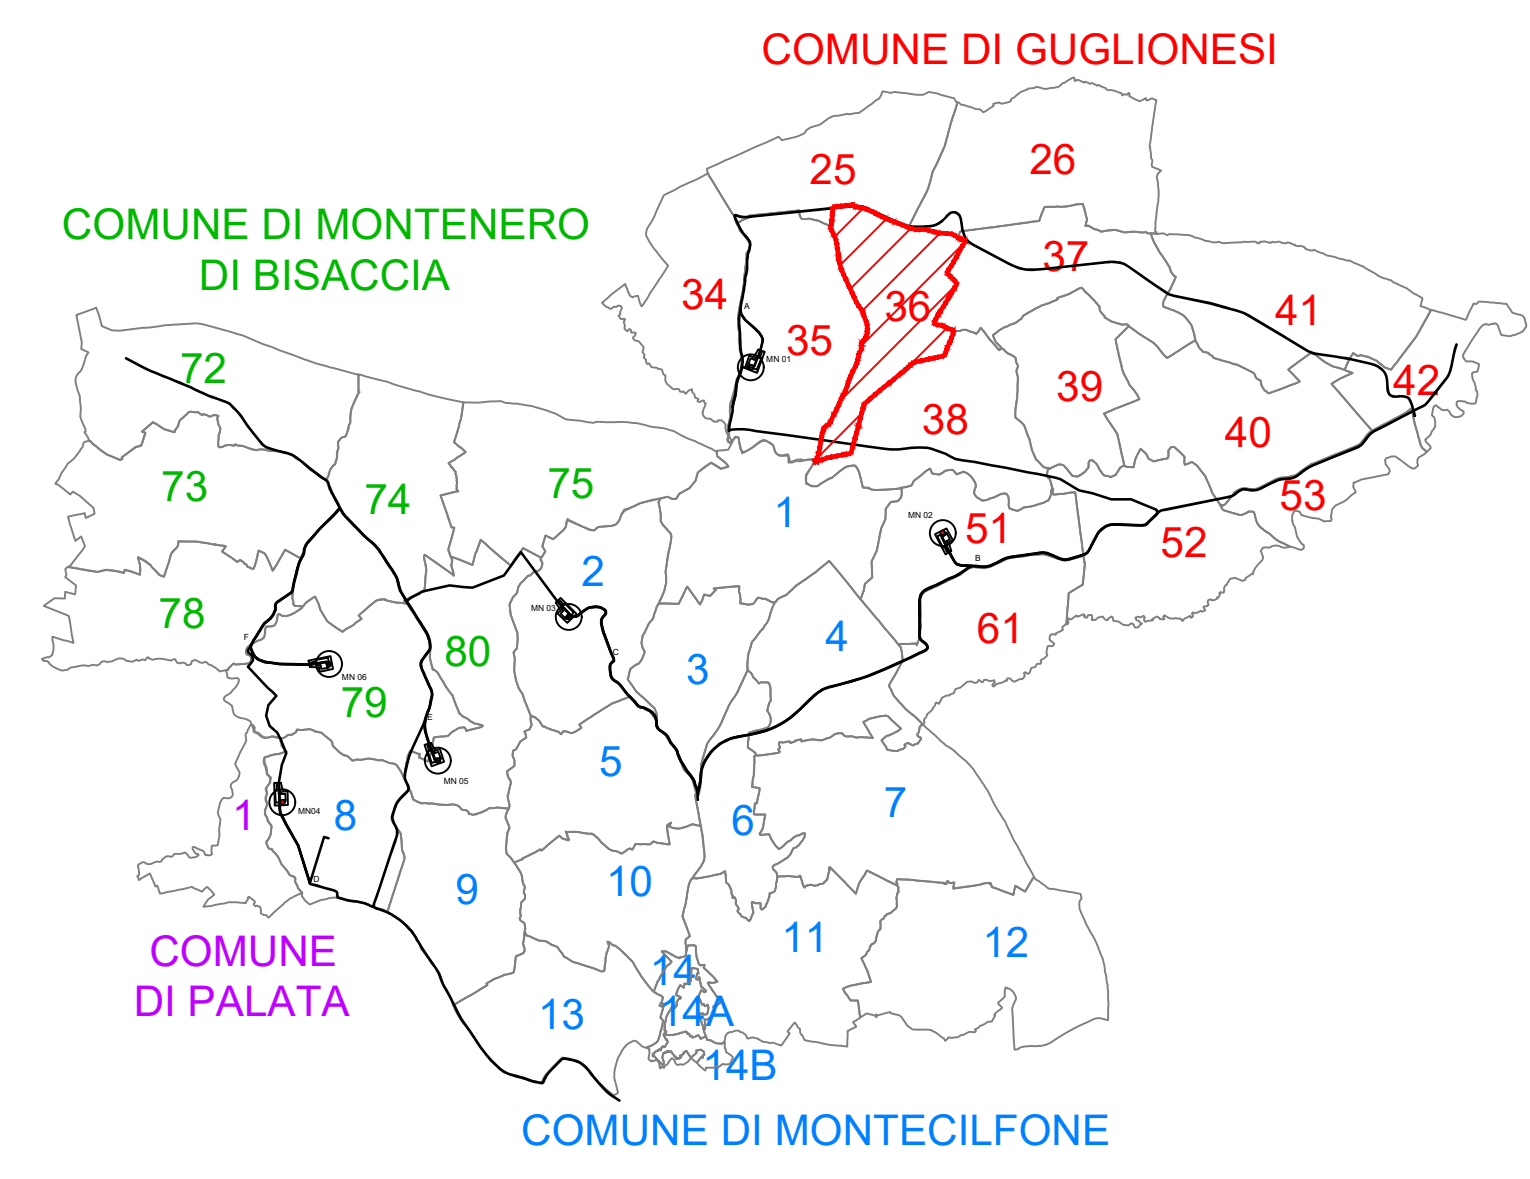 COMUNE DI GUGLIONESI
26
25
COMUNE DI MONTENERO
DI BISACCIA
37
34
36
41
A
35
MN 01
72
42
39
38
40
73
75
74
53
1
MN 02
51
52
B
2
78
MN 03
61
4
F
80
C
3
MN 06
79
E
5
MN 05
7
MN04
1
8
6
D
9
10
11
12
COMUNE
DI PALATA
14
13
14A
14B
COMUNE DI MONTECILFONE